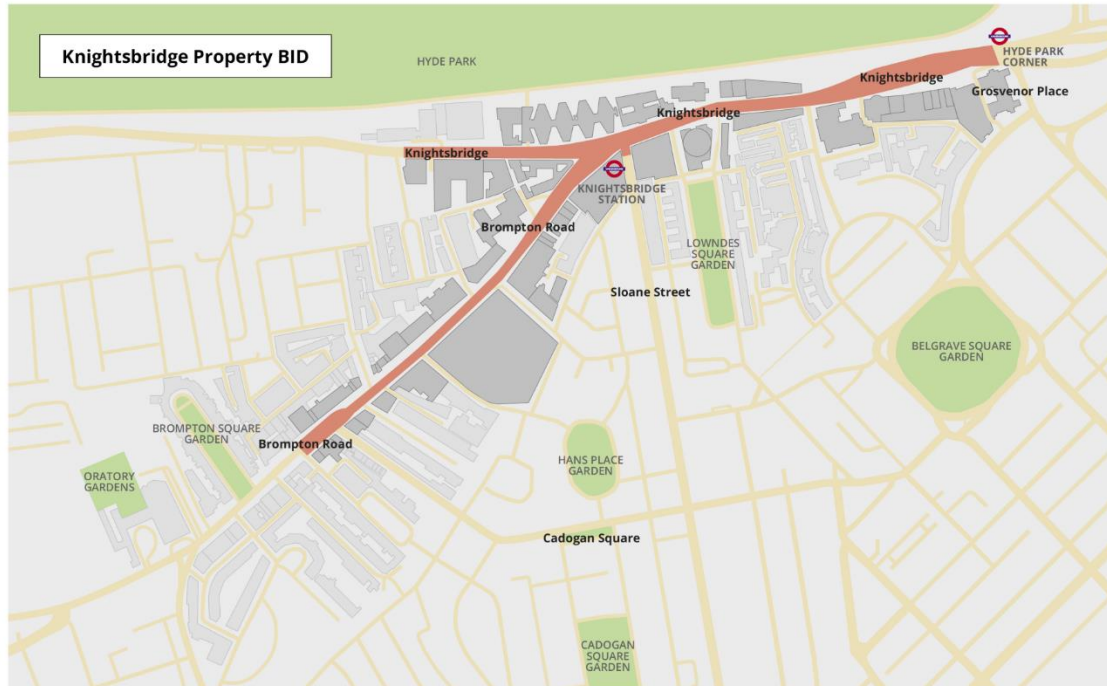 Knightsbridge Property BID
HYDE PARK
HYDE PARK
CORNER
Knightsbridge
Grosvenor Place
Knightsbridge
Knightsbridge
KNIGHTSBRIDGE
STATION
Brompton Road
LOWNDES
SQUARE
GARDEN
Sloane Street
BELGRAVE SQUARE
GARDEN
BROMPTON SQUARE
GARDEN
Brompton Road
HANS PLACE
GARDEN
ORATORY
GARDENS
Cadogan Square
CADOGAN
SQUARE
GARDEN